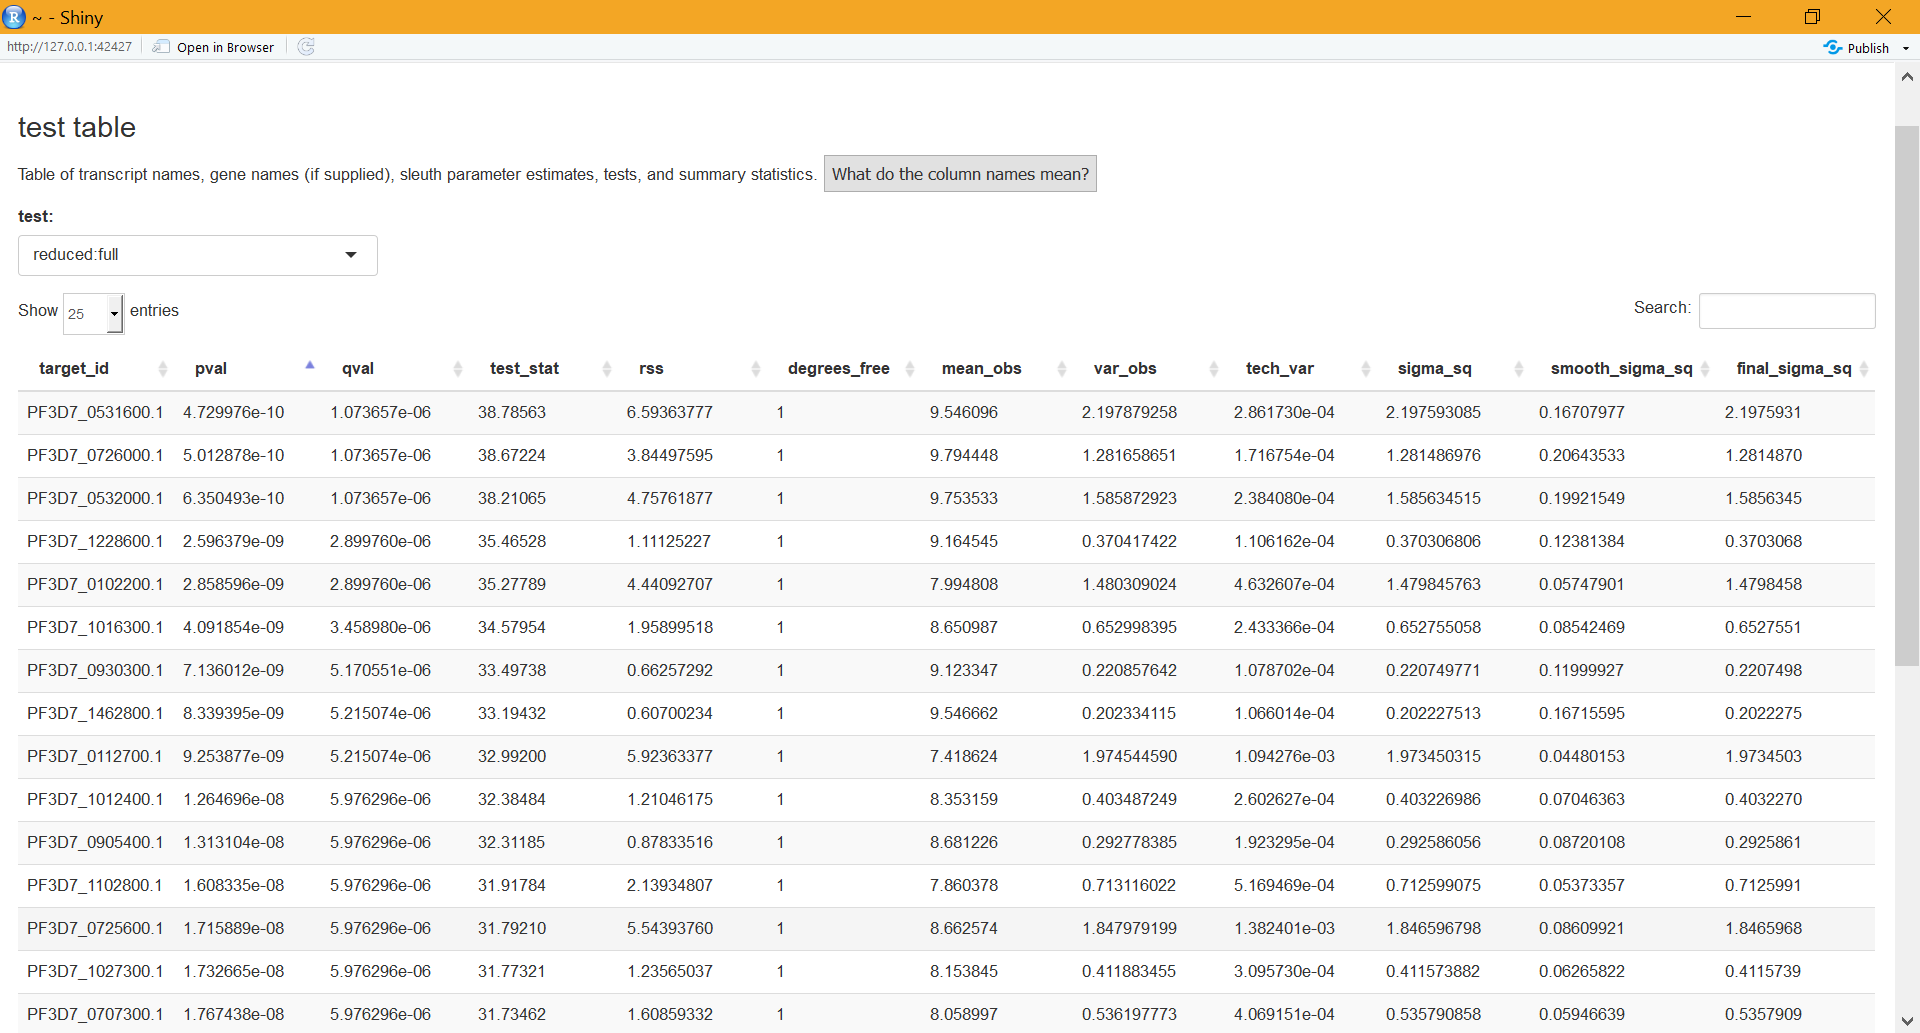 R ~ - Shiny
http://127.0.0.1:42427 Open in Browser Publish
test table
Table of transcript names, gene names (if supplied), sleuth parameter estimates, tests, and summary statistics. What do the column names mean?
test:
reduced:full
Show 25 entries Search:
target_id pval qval test_stat rss degrees_free mean_obs var_obs tech_var sigma_sq smooth_sigma_sq final_sigma_sq
PF3D7_0531600.1 4.729976e-10 1.073657e-06 38.78563 6.59363777 1 9.546096 2.197879258 2.861730e-04 2.197593085 0.16707977 2.1975931
PF3D7_0726000.1 5.012878e-10 1.073657e-06 38.67224 3.84497595 1 9.794448 1.281658651 1.716754e-04 1.281486976 0.20643533 1.2814870
PF3D7_0532000.1 6.350493e-10 1.073657e-06 38.21065 4.75761877 1 9.753533 1.585872923 2.384080e-04 1.585634515 0.19921549 1.5856345
PF3D7_1228600.1 2.596379e-09 2.899760e-06 35.46528 1.11125227 1 9.164545 0.370417422 1.106162e-04 0.370306806 0.12381384 0.3703068
PF3D7_0102200.1 2.858596e-09 2.899760e-06 35.27789 4.44092707 1 7.994808 1.480309024 4.632607e-04 1.479845763 0.05747901 1.4798458
PF3D7_1016300.1 4.091854e-09 3.458980e-06 34.57954 1.95899518 1 8.650987 0.652998395 2.433366e-04 0.652755058 0.08542469 0.6527551
PF3D7_0930300.1 7.136012e-09 5.170551e-06 33.49738 0.66257292 1 9.123347 0.220857642 1.078702e-04 0.220749771 0.11999927 0.2207498
PF3D7_1462800.1 8.339395e-09 5.215074e-06 33.19432 0.60700234 1 9.546662 0.202334115 1.066014e-04 0.202227513 0.16715595 0.2022275
PF3D7_0112700.1 9.253877e-09 5.215074e-06 32.99200 5.92363377 1 7.418624 1.974544590 1.094276e-03 1.973450315 0.04480153 1.9734503
PF3D7_1012400.1 1.264696e-08 5.976296e-06 32.38484 1.21046175 1 8.353159 0.403487249 2.602627e-04 0.403226986 0.07046363 0.4032270
PF3D7_0905400.1 1.313104e-08 5.976296e-06 32.31185 0.87833516 1 8.681226 0.292778385 1.923295e-04 0.292586056 0.08720108 0.2925861
PF3D7_1102800.1 1.608335e-08 5.976296e-06 31.91784 2.13934807 1 7.860378 0.713116022 5.169469e-04 0.712599075 0.05373357 0.7125991
PF3D7_0725600.1 1.715889e-08 5.976296e-06 31.79210 5.54393760 1 8.662574 1.847979199 1.382401e-03 1.846596798 0.08609921 1.8465968
PF3D7_1027300.1 1.732665e-08 5.976296e-06 31.77321 1.23565037 1 8.153845 0.411883455 3.095730e-04 0.411573882 0.06265822 0.4115739
PF3D7_0707300.1 1.767438e-08 5.976296e-06 31.73462 1.60859332 1 8.058997 0.536197773 4.069151e-04 0.535790858 0.05946639 0.5357909